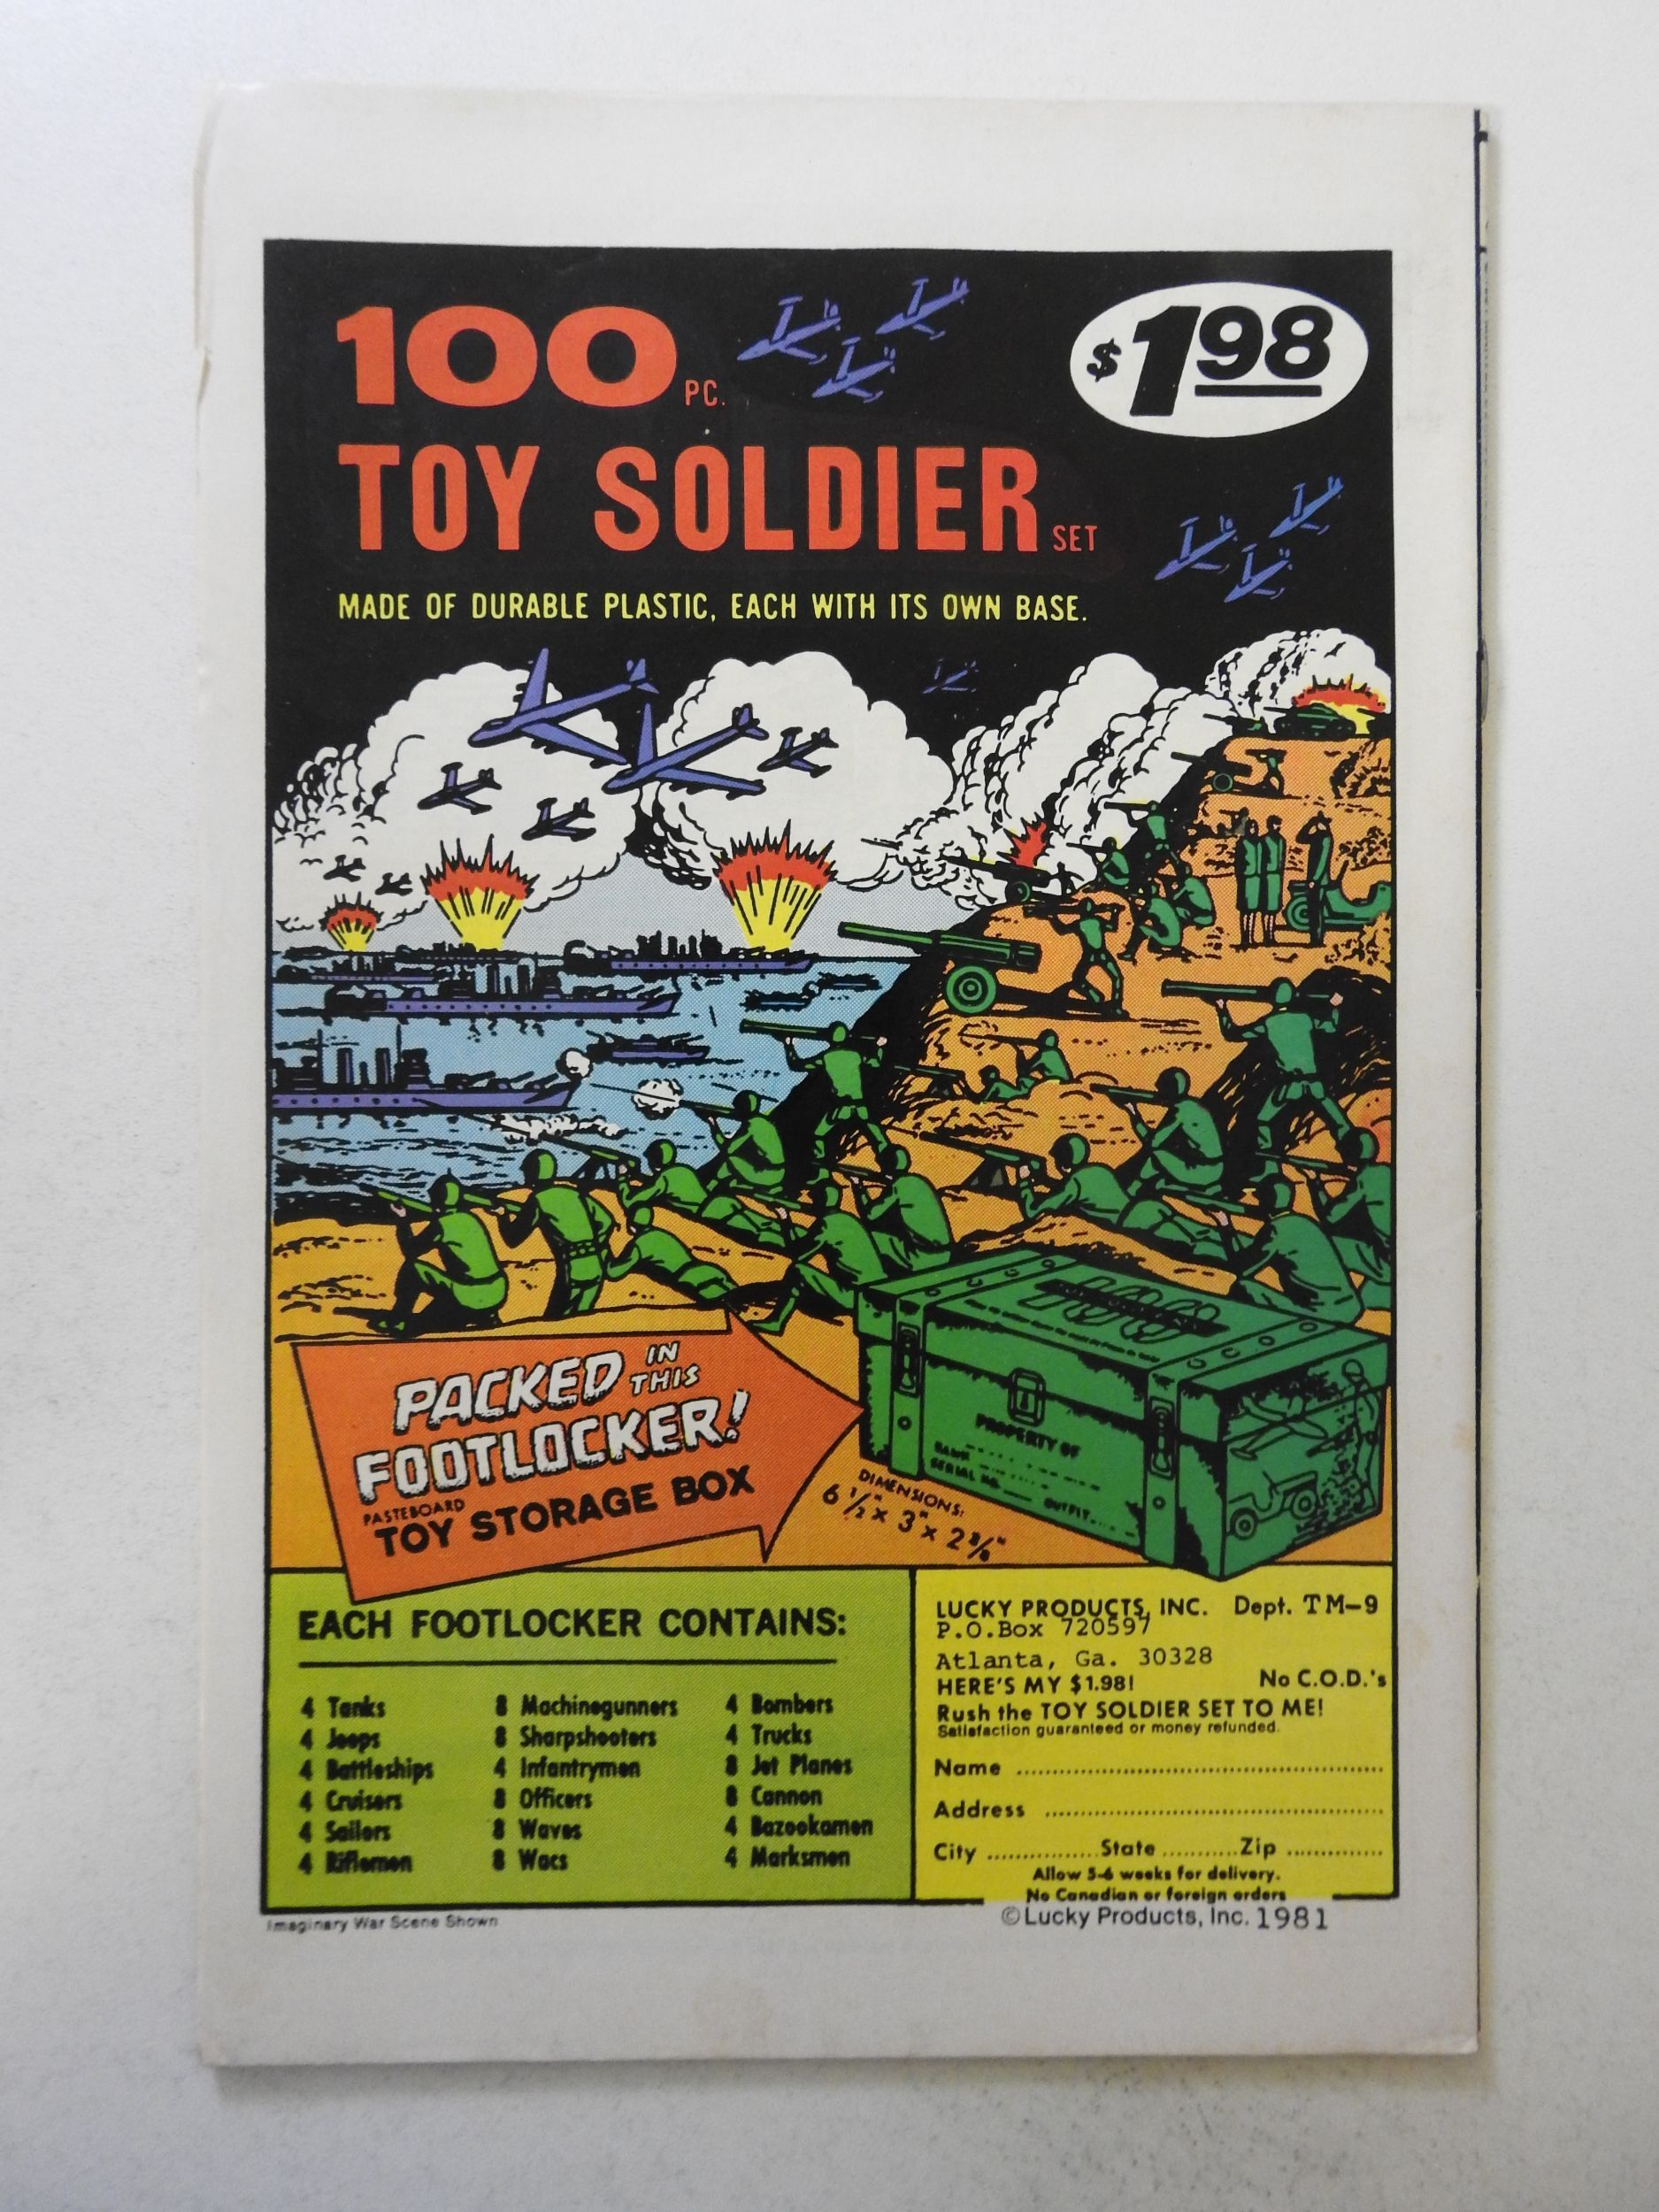 100 PC.
$1.98
TOY SOLDIER SET
MADE OF DURABLE PLASTIC, EACH WITH ITS OWN BASE.
PACKED IN THIS
FOOTLOCKER!
PASTEBOARD
TOY STORAGE BOX
100
PROPERTY OF
SERIAL NO.
OUTFIT
DIMENSIONS:
6 1/2" x 3" x 2 3/8"
EACH FOOTLOCKER CONTAINS:
4 Tanks
4 Jeeps
4 Battleships
4 Cruisers
4 Sailors
4 Riflemen
8 Machinegunners
8 Sharpshooters
4 Infantrymen
8 Officers
8 Waves
8 Wacs
4 Bombers
4 Trucks
8 Jet Planes
8 Cannon
4 Bazookamen
4 Marksmen
LUCKY PRODUCTS, INC. Dept. TM-9
P.O.Box 720597
Atlanta, Ga. 30328
HERE'S MY $1.98! No C.O.D.'s
Rush the TOY SOLDIER SET TO ME!
Satisfaction guaranteed or money refunded.
Name
Address
City State Zip
Allow 5-6 weeks for delivery.
No Canadian or foreign orders
Imaginary War Scene Shown
©Lucky Products, Inc. 1981